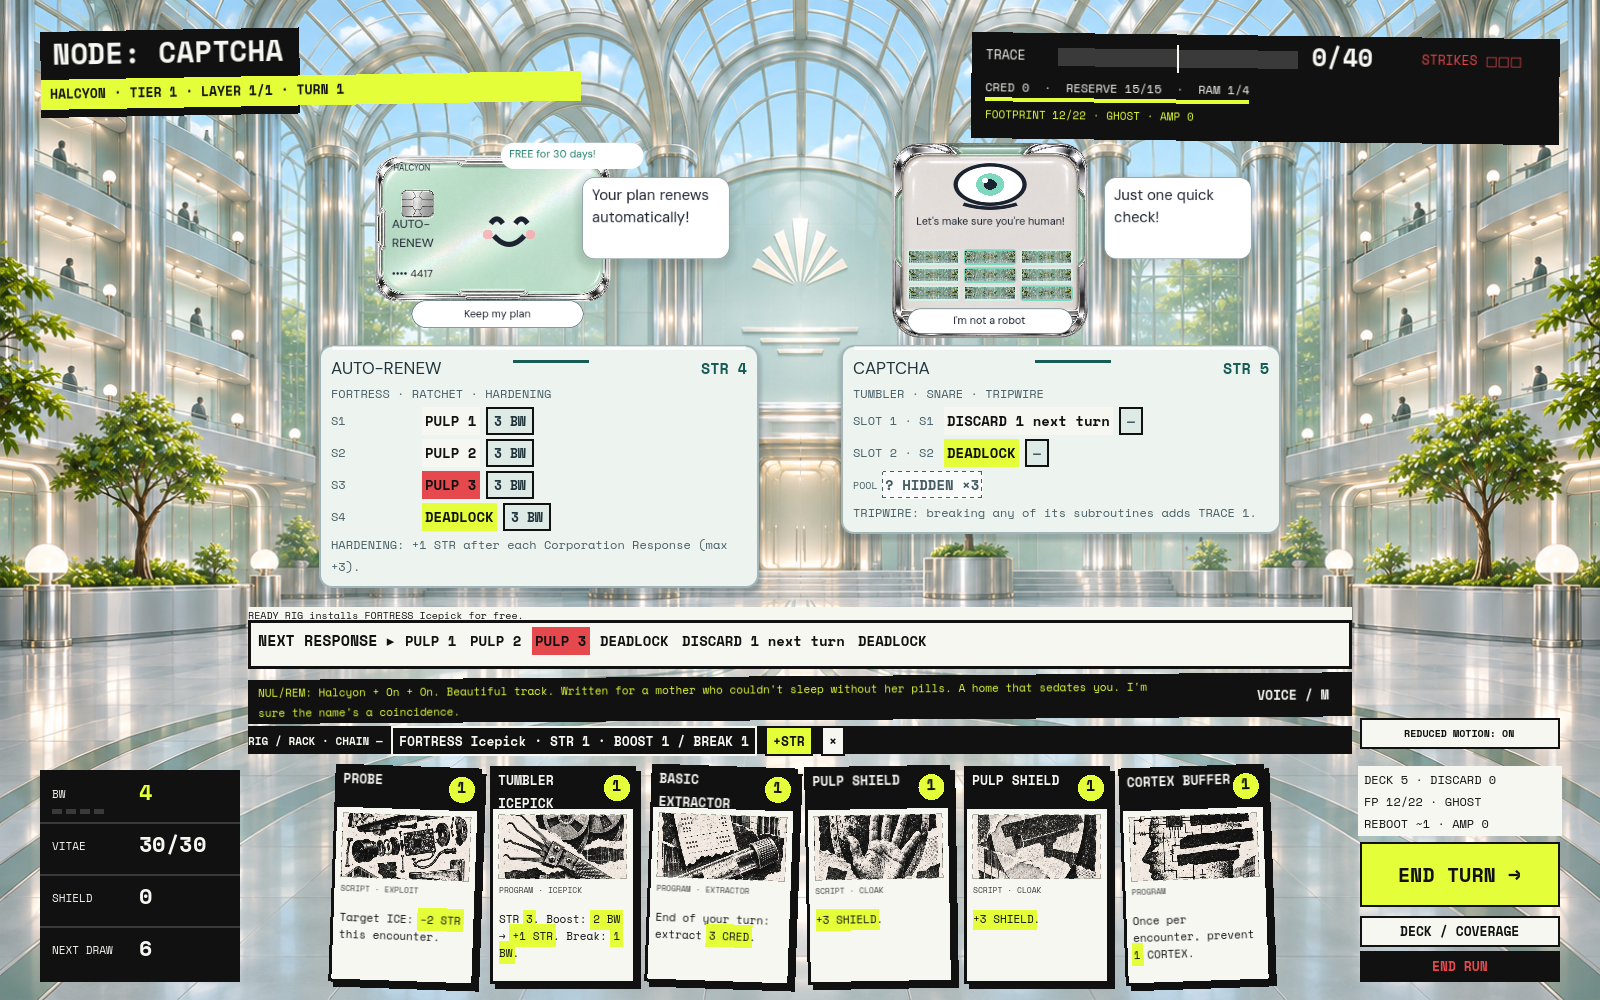 NODE: CAPTCHA
HALCYON · TIER 1 · LAYER 1/1 · TURN 1
TRACE 0/40 STRIKES □□□
CRED 0 · RESERVE 15/15 · RAM 1/4
FOOTPRINT 12/22 · GHOST · AMP 0
HALCYON
FREE for 30 days!
AUTO-
RENEW
•••• 4417
Keep my plan
Your plan renews
automatically!
Let's make sure you're human!
I'm not a robot
Just one quick
check!
AUTO-RENEW STR 4
FORTRESS · RATCHET · HARDENING
S1 PULP 1 3 BW
S2 PULP 2 3 BW
S3 PULP 3 3 BW
S4 DEADLOCK 3 BW
HARDENING: +1 STR after each Corporation Response (max
+3).
CAPTCHA STR 5
TUMBLER · SNARE · TRIPWIRE
SLOT 1 · S1 DISCARD 1 next turn —
SLOT 2 · S2 DEADLOCK —
POOL ? HIDDEN ×3
TRIPWIRE: breaking any of its subroutines adds TRACE 1.
READY RIG installs FORTRESS Icepick for free.
NEXT RESPONSE ▸ PULP 1 PULP 2 PULP 3 DEADLOCK DISCARD 1 next turn DEADLOCK
NUL/REM: Halcyon + On + On. Beautiful track. Written for a mother who couldn't sleep without her pills. A home that sedates you. I'm
sure the name's a coincidence.
VOICE / M
RIG / RACK · CHAIN — FORTRESS Icepick · STR 1 · BOOST 1 / BREAK 1 +STR ×
REDUCED MOTION: ON
BW 4
VITAE 30/30
SHIELD 0
NEXT DRAW 6
PROBE 1
SCRIPT · EXPLOIT
Target ICE: -2 STR
this encounter.
TUMBLER
ICEPICK 1
PROGRAM · ICEPICK
STR 3. Boost: 2 BW
→ +1 STR. Break: 1
BW.
BASIC
EXTRACTOR 1
PROGRAM · EXTRACTOR
End of your turn:
extract 3 CRED.
PULP SHIELD 1
SCRIPT · CLOAK
+3 SHIELD.
PULP SHIELD 1
SCRIPT · CLOAK
+3 SHIELD.
CORTEX BUFFER 1
PROGRAM
Once per
encounter, prevent
1 CORTEX.
DECK 5 · DISCARD 0
FP 12/22 · GHOST
REBOOT ~1 · AMP 0
END TURN →
DECK / COVERAGE
END RUN